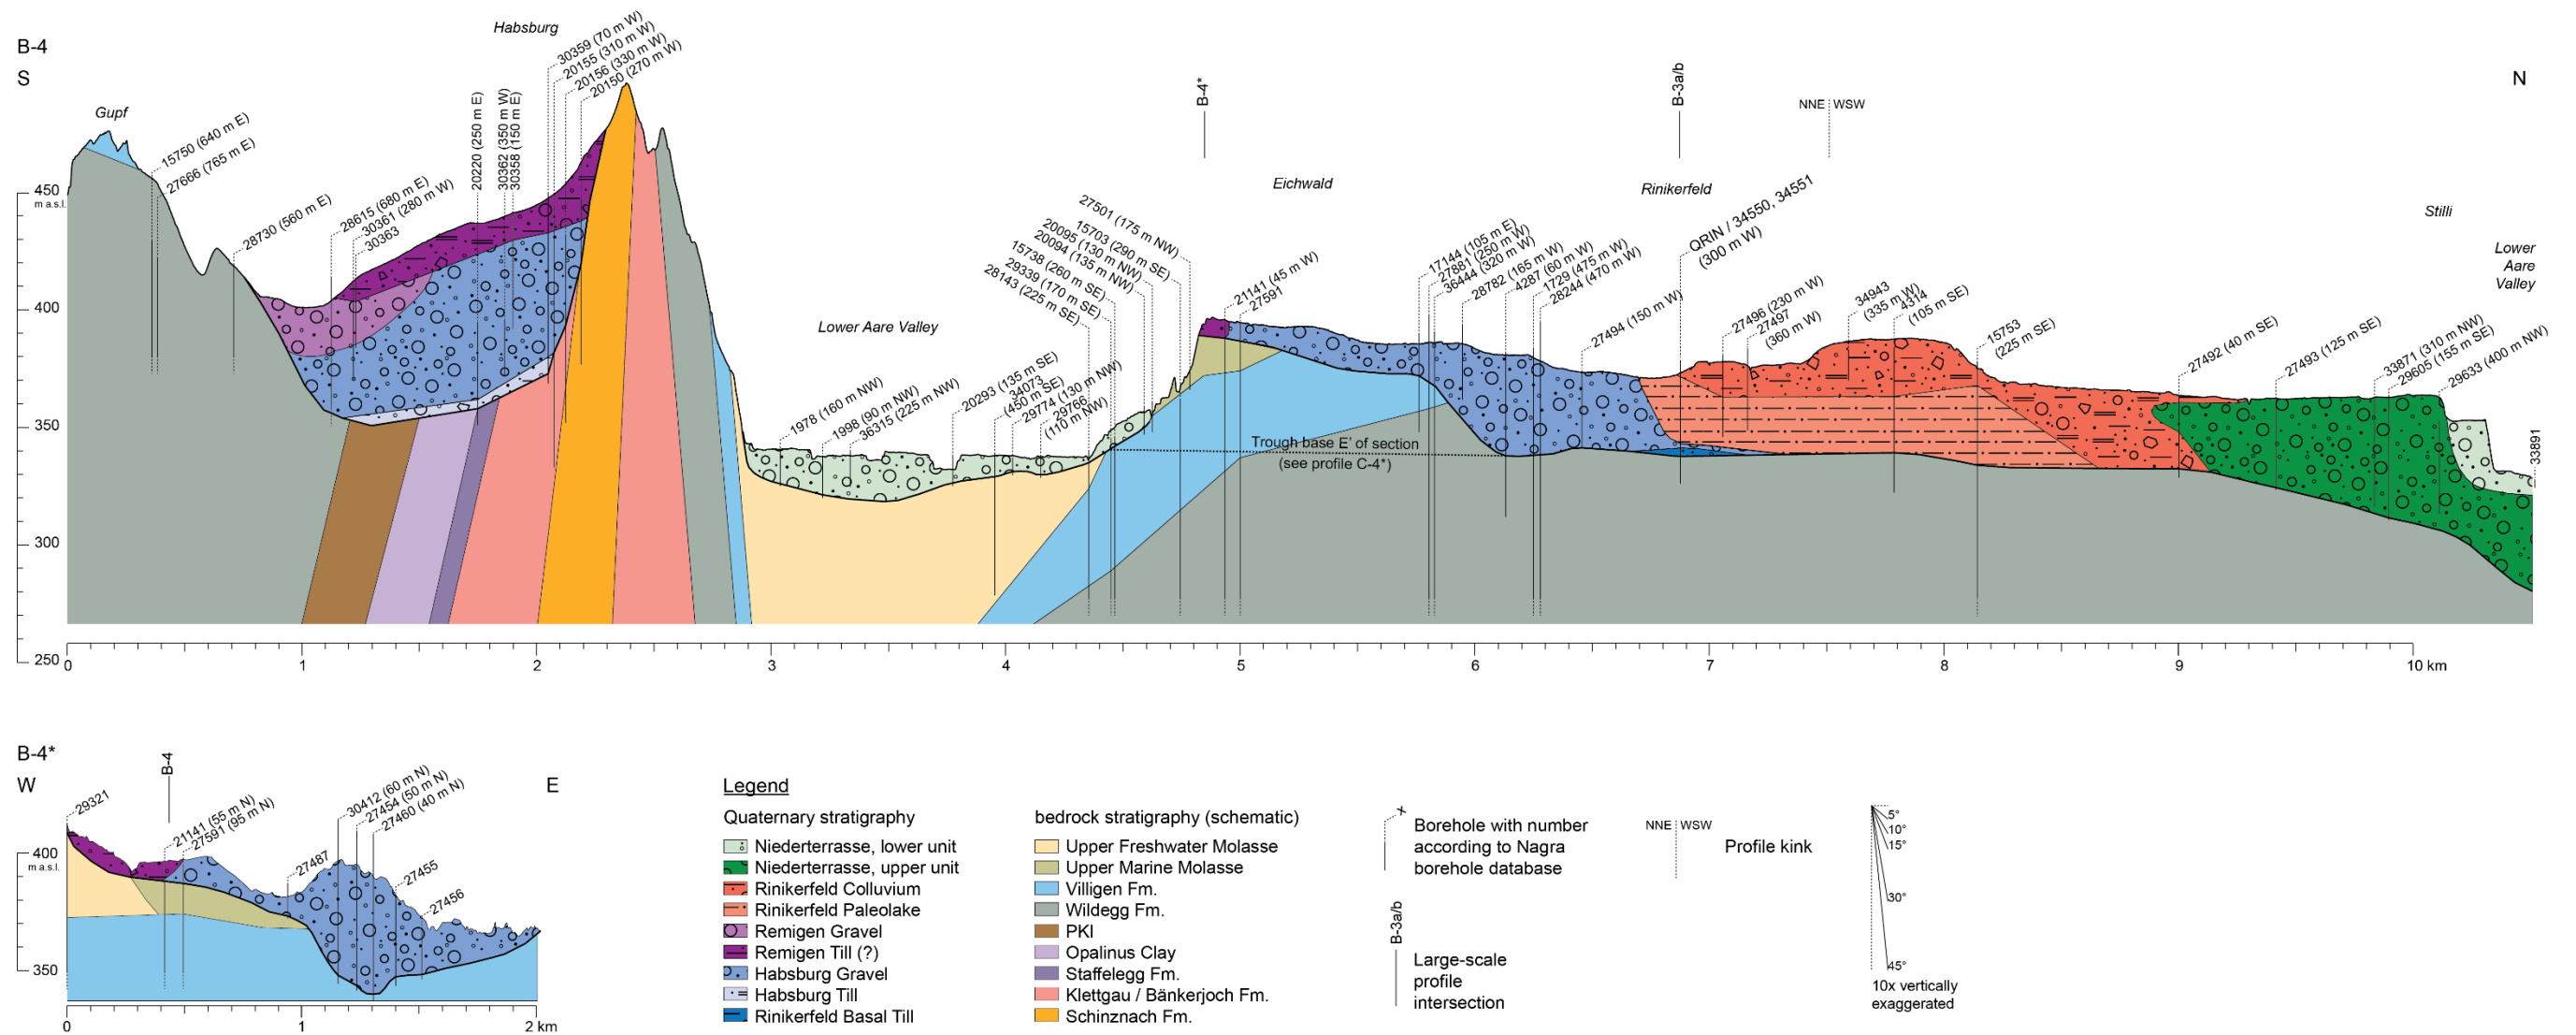 B-4
S
N
Gupf
Habsburg
15750 (640 m E)
27666 (765 m E)
28730 (560 m E)
28615 (680 m E)
30361 (280 m W)
30363
20220 (250 m E)
30362 (350 m W)
30358 (150 m E)
30359 (70 m W)
20155 (310 m W)
20156 (330 m W)
20150 (270 m W)
Lower Aare Valley
1978 (160 m NW)
1998 (90 m NW)
36315 (225 m NW)
20293 (135 m SE)
34073
(450 m SE)
29774 (130 m NW)
29766
(110 m NW)
28143 (225 m SE)
29339 (170 m SE)
15738 (260 m SE)
20094 (135 m NW)
20095 (130 m NW)
15703 (290 m SE)
27501 (175 m NW)
B-4*
21141 (45 m W)
27591
Eichwald
Trough base E' of section
(see profile C-4*)
17144 (105 m E)
27881 (250 m W)
36444 (320 m W)
28782 (165 m W)
4287 (60 m W)
1729 (475 m W)
28244 (470 m W)
27494 (150 m W)
B-3a/b
Rinikerfeld
QRIN / 34550, 34551
(300 m W)
NNE WSW
27496 (230 m W)
27497
(360 m W)
34943
(335 m W)
4314
(105 m SE)
15753
(225 m SE)
27492 (40 m SE)
27493 (125 m SE)
33871 (310 m NW)
29605 (155 m SE)
29633 (400 m NW)
Stilli
Lower
Aare
Valley
33891
450
m a.s.l.
400
350
300
250
0 1 2 3 4 5 6 7 8 9 10 km
B-4*
W
E
B-4
29321
21141 (55 m N)
27591 (95 m N)
27487
30412 (60 m N)
27454 (50 m N)
27460 (40 m N)
27455
27456
400
m a.s.l.
350
0 1 2 km
Legend
Quaternary stratigraphy
Niederterrasse, lower unit
Niederterrasse, upper unit
Rinikerfeld Colluvium
Rinikerfeld Paleolake
Remigen Gravel
Remigen Till (?)
Habsburg Gravel
Habsburg Till
Rinikerfeld Basal Till
bedrock stratigraphy (schematic)
Upper Freshwater Molasse
Upper Marine Molasse
Villigen Fm.
Wildegg Fm.
PKI
Opalinus Clay
Staffelegg Fm.
Klettgau / Bänkerjoch Fm.
Schinznach Fm.
x
Borehole with number
according to Nagra
borehole database
B-3a/b
Large-scale
profile
intersection
NNE WSW
Profile kink
5°
10°
15°
30°
45°
10x vertically
exaggerated